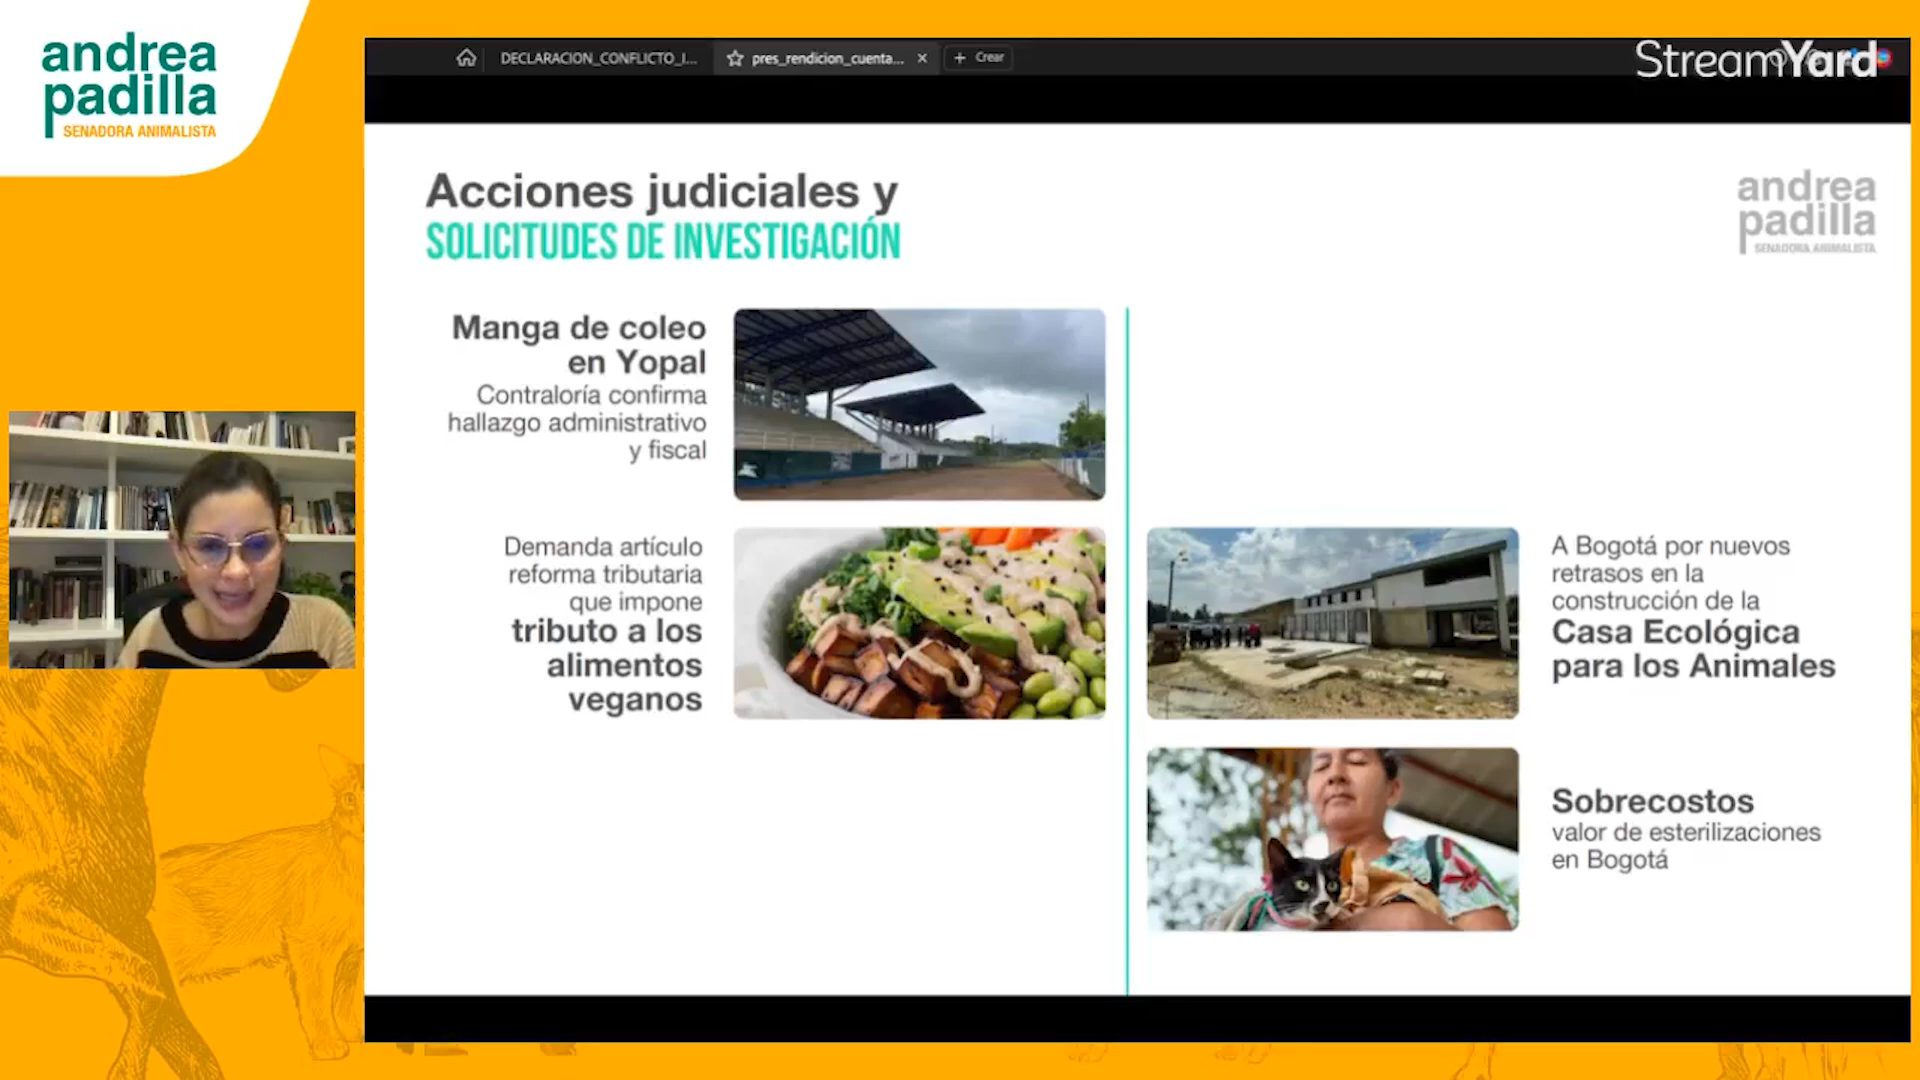 andrea
padilla
SENADORA ANIMALISTA
DECLARACION_CONFLICTO_I...
pres_rendicion_cuenta...
Crear
StreamYard
Acciones judiciales y
SOLICITUDES DE INVESTIGACIÓN
andrea
padilla
SENADORA ANIMALISTA
Manga de coleo
en Yopal
Contraloría confirma
hallazgo administrativo
y fiscal
Demanda artículo
reforma tributaria
que impone
tributo a los
alimentos
veganos
A Bogotá por nuevos
retrasos en la
construcción de la
Casa Ecológica
para los Animales
Sobrecostos
valor de esterilizaciones
en Bogotá